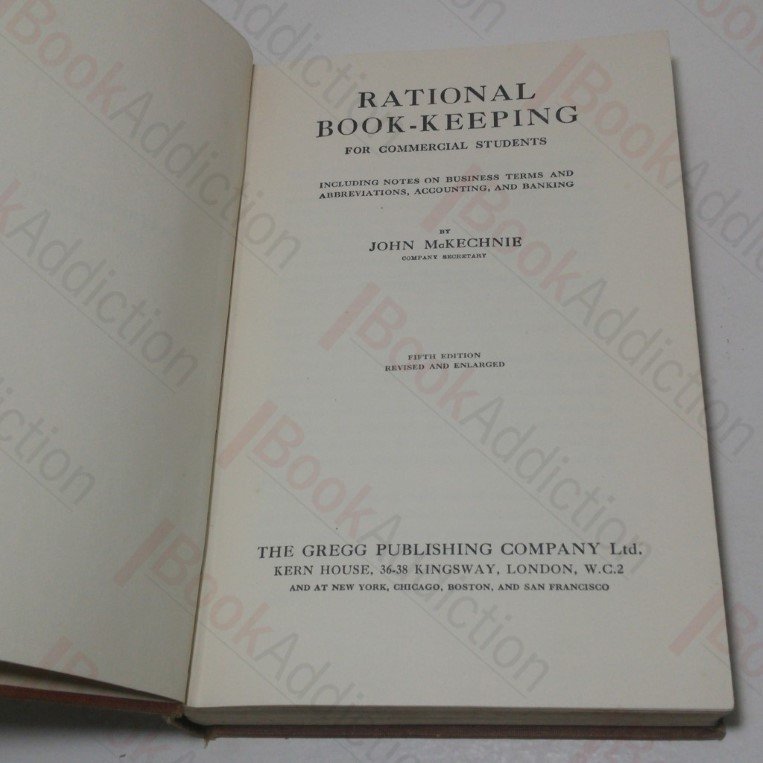 RATIONAL
BOOK-KEEPING
FOR COMMERCIAL STUDENTS
INCLUDING NOTES ON BUSINESS TERMS AND
ABBREVIATIONS, ACCOUNTING, AND BANKING
BY
JOHN McKECHNIE
COMPANY SECRETARY
FIFTH EDITION
REVISED AND ENLARGED
THE GREGG PUBLISHING COMPANY Ltd.
KERN HOUSE, 36-38 KINGSWAY, LONDON, W.C.2
AND AT NEW YORK, CHICAGO, BOSTON, AND SAN FRANCISCO
BookAddiction